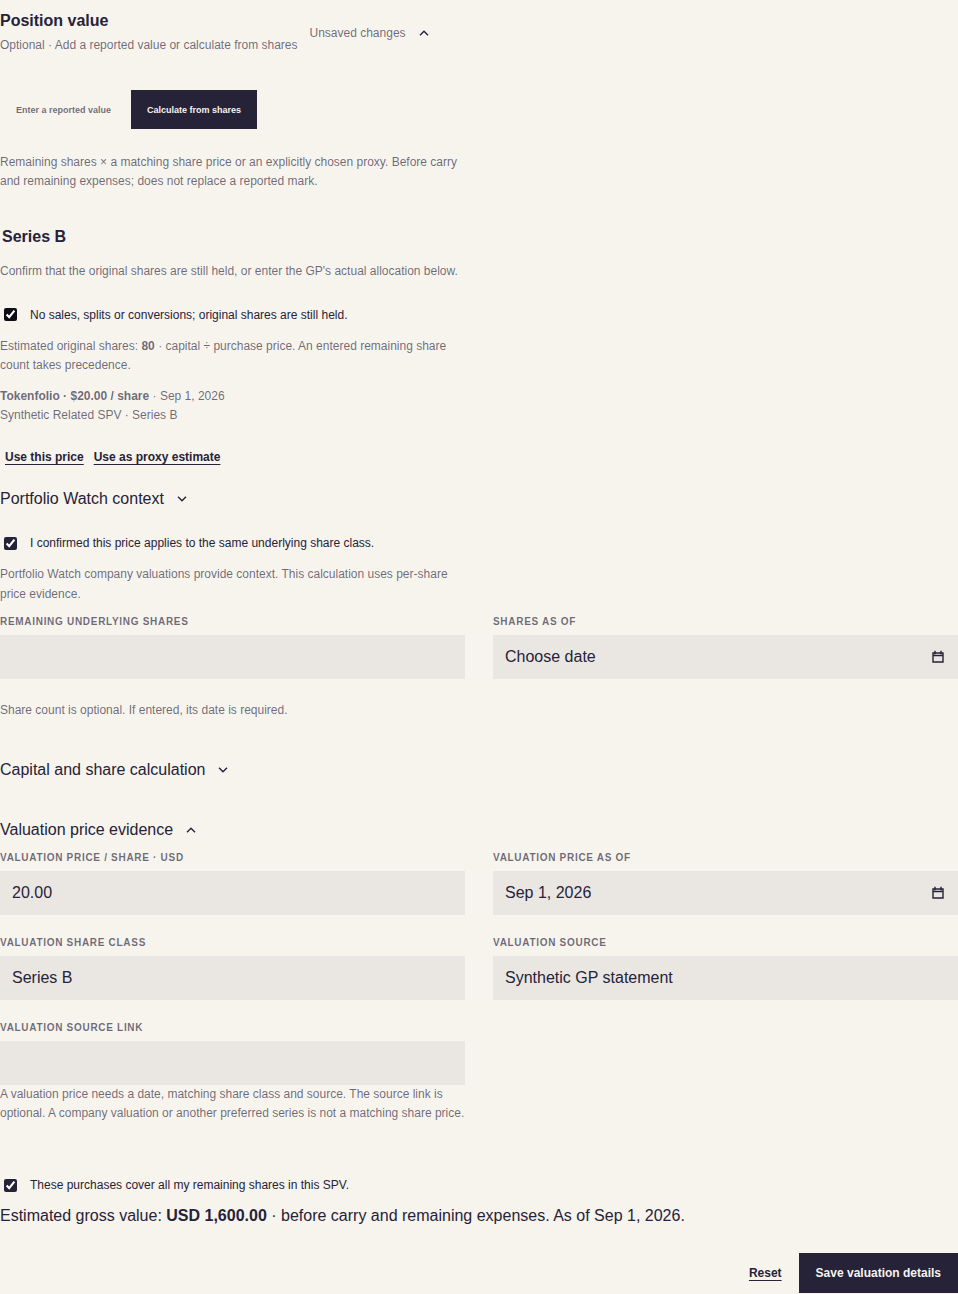 Position value
Optional · Add a reported value or calculate from shares
Unsaved changes
Enter a reported value
Calculate from shares
Remaining shares × a matching share price or an explicitly chosen proxy. Before carry
and remaining expenses; does not replace a reported mark.
Series B
Confirm that the original shares are still held, or enter the GP's actual allocation below.
No sales, splits or conversions; original shares are still held.
Estimated original shares: 80 · capital ÷ purchase price. An entered remaining share
count takes precedence.
Tokenfolio · $20.00 / share · Sep 1, 2026
Synthetic Related SPV · Series B
Use this price Use as proxy estimate
Portfolio Watch context
I confirmed this price applies to the same underlying share class.
Portfolio Watch company valuations provide context. This calculation uses per-share
price evidence.
REMAINING UNDERLYING SHARES
SHARES AS OF
Choose date
Share count is optional. If entered, its date is required.
Capital and share calculation
Valuation price evidence
VALUATION PRICE / SHARE · USD
VALUATION PRICE AS OF
20.00
Sep 1, 2026
VALUATION SHARE CLASS
VALUATION SOURCE
Series B
Synthetic GP statement
VALUATION SOURCE LINK
A valuation price needs a date, matching share class and source. The source link is
optional. A company valuation or another preferred series is not a matching share price.
These purchases cover all my remaining shares in this SPV.
Estimated gross value: USD 1,600.00 · before carry and remaining expenses. As of Sep 1, 2026.
Reset
Save valuation details